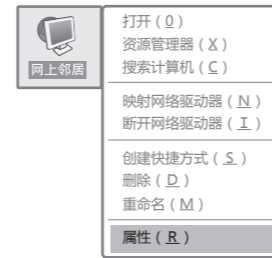 网上邻居
打开(0)
资源管理器(X)
搜索计算机(C)
映射网络驱动器(N)
断开网络驱动器(I)
创建快捷方式(S)
删除(D)
重命名(M)
属性(R)